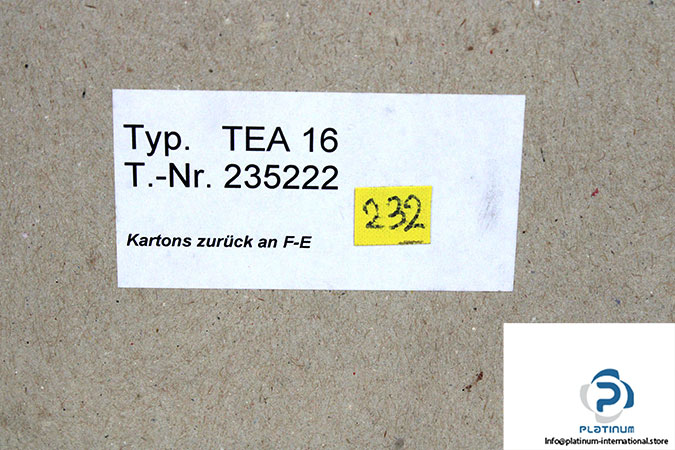 Typ. TEA 16
T.-Nr. 235222
232
Kartons zurück an F-E
PLATINUM
Info@platinum-international.store